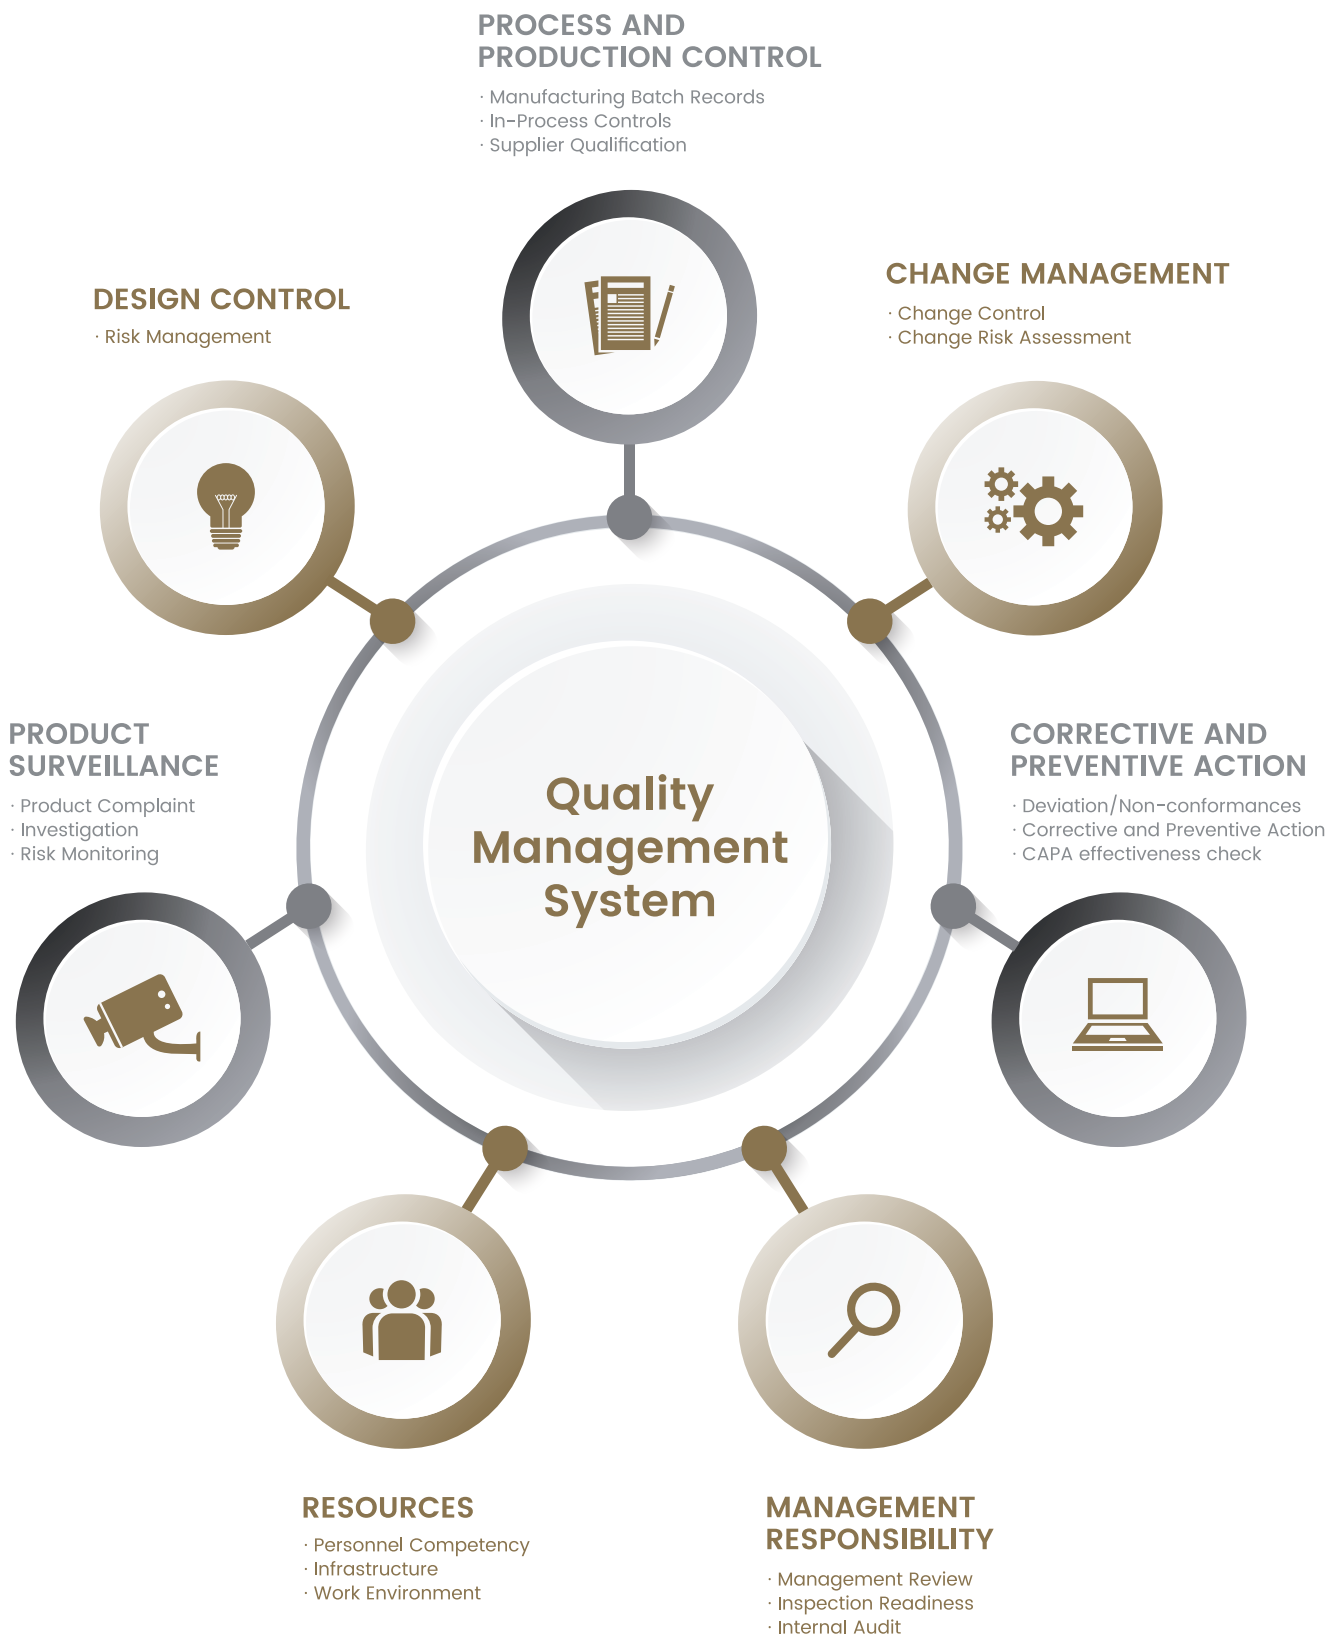 PROCESS AND
PRODUCTION CONTROL
· Manufacturing Batch Records
· In-Process Controls
· Supplier Qualification
DESIGN CONTROL
· Risk Management
CHANGE MANAGEMENT
· Change Control
· Change Risk Assessment
PRODUCT
SURVEILLANCE
· Product Complaint
· Investigation
· Risk Monitoring
Quality
Management
System
CORRECTIVE AND
PREVENTIVE ACTION
· Deviation/Non-conformances
· Corrective and Preventive Action
· CAPA effectiveness check
RESOURCES
· Personnel Competency
· Infrastructure
· Work Environment
MANAGEMENT
RESPONSIBILITY
· Management Review
· Inspection Readiness
· Internal Audit